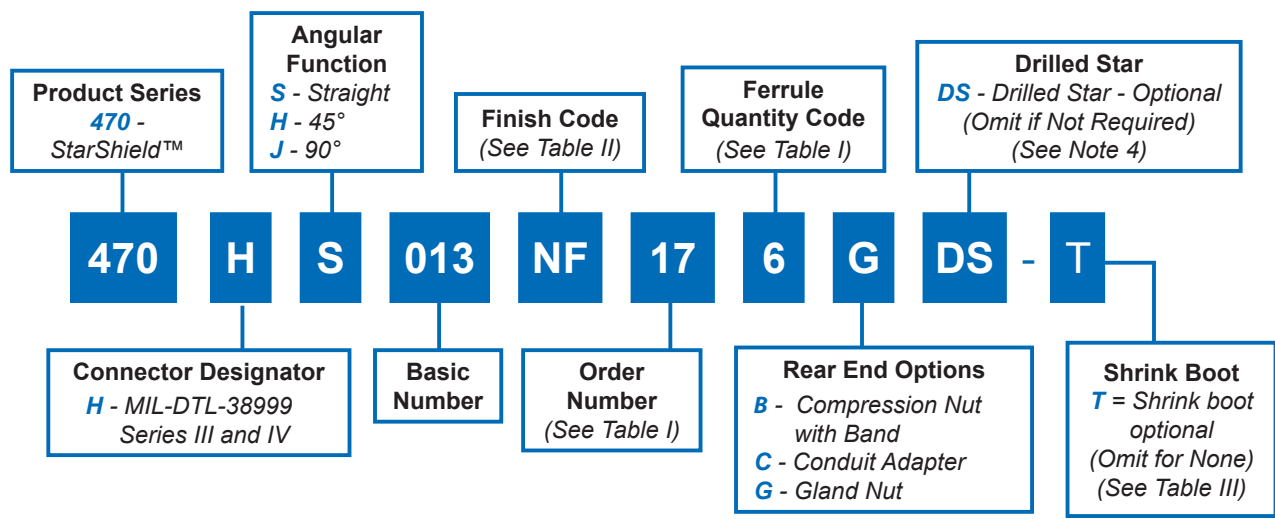 Product Series
470 -
StarShield™
Angular
Function
S - Straight
H - 45°
J - 90°
Finish Code
(See Table II)
Ferrule
Quantity Code
(See Table I)
Drilled Star
DS - Drilled Star - Optional
(Omit if Not Required)
(See Note 4)
470 H S 013 NF 17 6 G DS - T
Connector Designator
H - MIL-DTL-38999
Series III and IV
Basic
Number
Order
Number
(See Table I)
Rear End Options
B - Compression Nut
with Band
C - Conduit Adapter
G - Gland Nut
Shrink Boot
T = Shrink boot
optional
(Omit for None)
(See Table III)